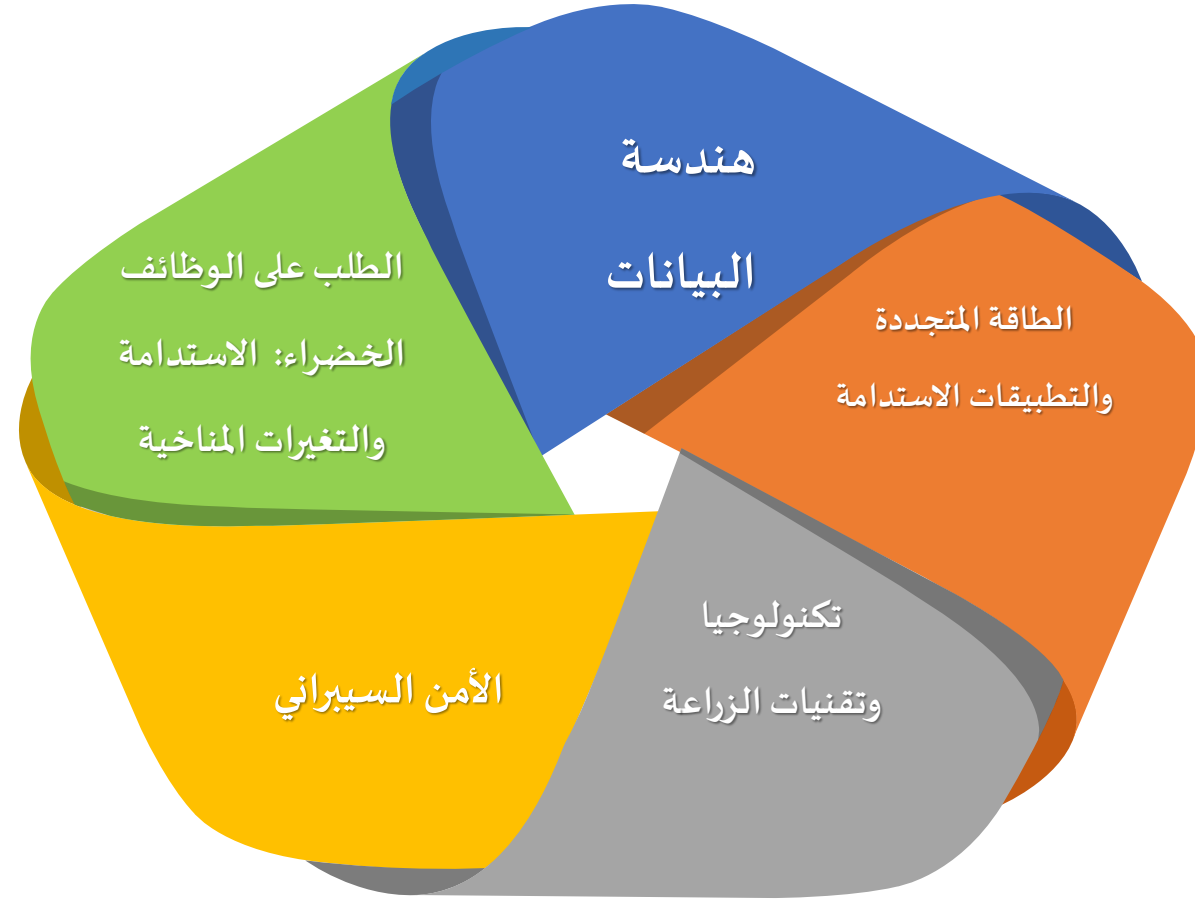 هندسة
البيانات
الطاقة المتجددة
والتطبيقات الاستدامة
تكنولوجيا
وتقنيات الزراعة
الأمن السيبراني
الطلب على الوظائف
الخضراء: الاستدامة
والتغيرات المناخية